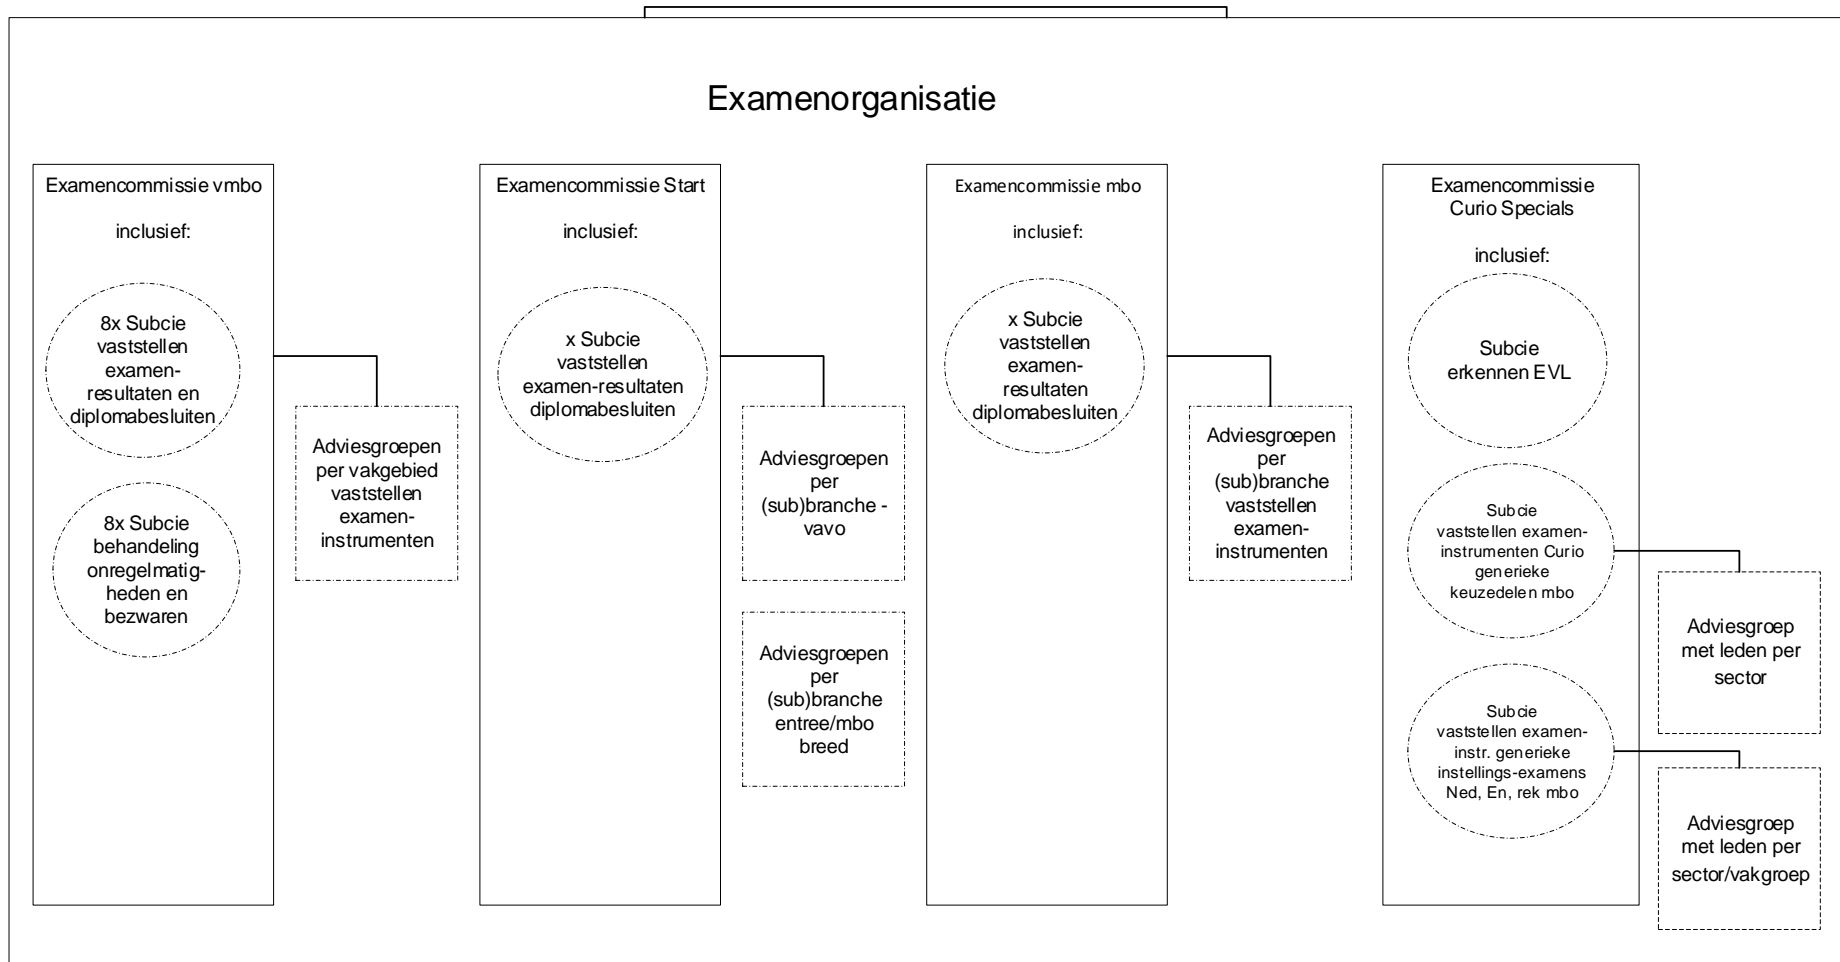 Examenorganisatie
Examencommissie vmbo
inclusief:
8x Subcie
vaststellen
examen-
resultaten en
diplomabesluiten
8x Subcie
behandeling
onregelmatig-
heden en
bezwaren
Adviesgroepen
per vakgebied
vaststellen
examen-
instrumenten
Examencommissie Start
inclusief:
x Subcie
vaststellen
examen-resultaten
diplomabesluiten
Adviesgroepen
per
(sub)branche -
vavo
Adviesgroepen
per
(sub)branche
entree/mbo
breed
Examencommissie mbo
inclusief:
x Subcie
vaststellen
examen-
resultaten
diplomabesluiten
Adviesgroepen
per
(sub)branche
vaststellen
examen-
instrumenten
Examencommissie
Curio Specials
inclusief:
Subcie
erkennen EVL
Subcie
vaststellen examen-
instrumenten Curio
generieke
keuzedelen mbo
Adviesgroep
met leden per
sector
Subcie
vaststellen examen-
instr. generieke
instellings-examens
Ned, En, rek mbo
Adviesgroep
met leden per
sector/vakgroep